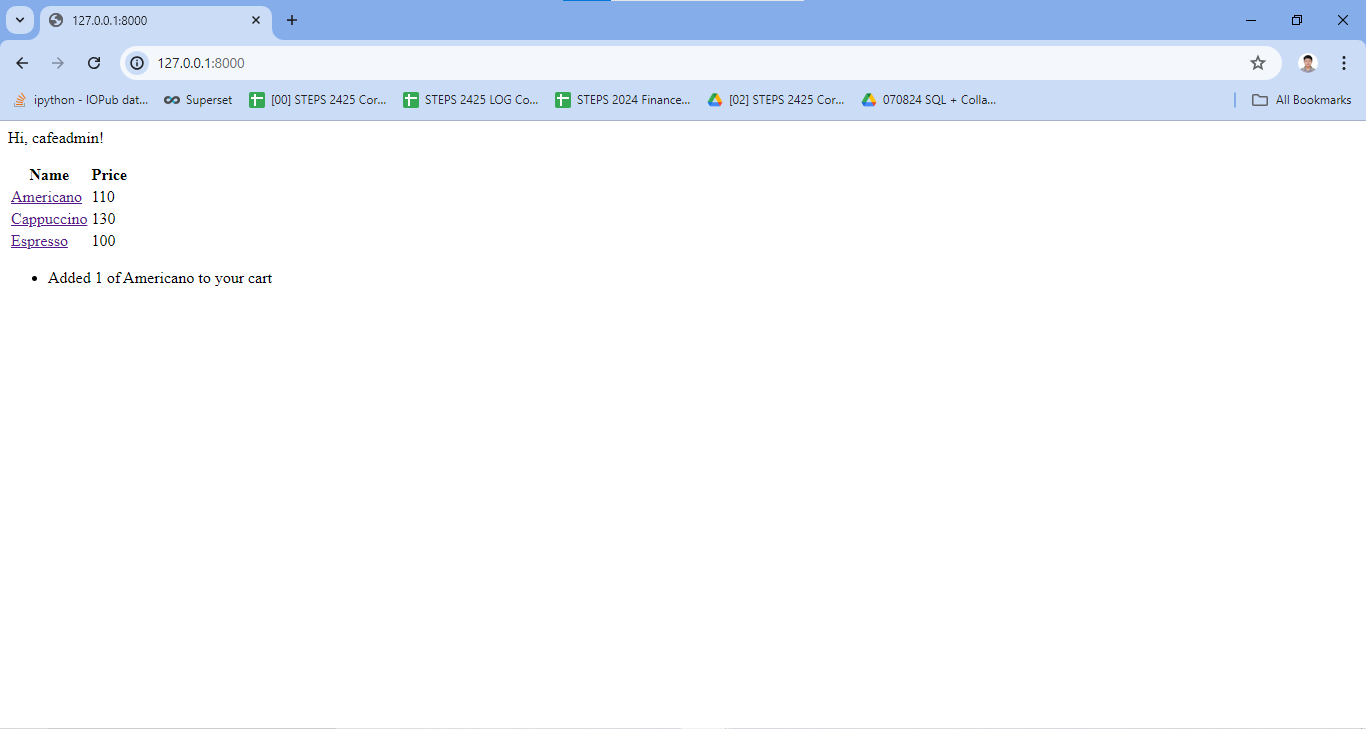 127.0.0.1:8000
127.0.0.1:8000
ipython - IOPub dat... Superset [00] STEPS 2425 Cor... STEPS 2425 LOG Co... STEPS 2024 Finance... [02] STEPS 2425 Cor... 070824 SQL + Colla... All Bookmarks
Hi, cafeadmin!
Name Price
Americano 110
Cappuccino 130
Espresso 100
• Added 1 of Americano to your cart